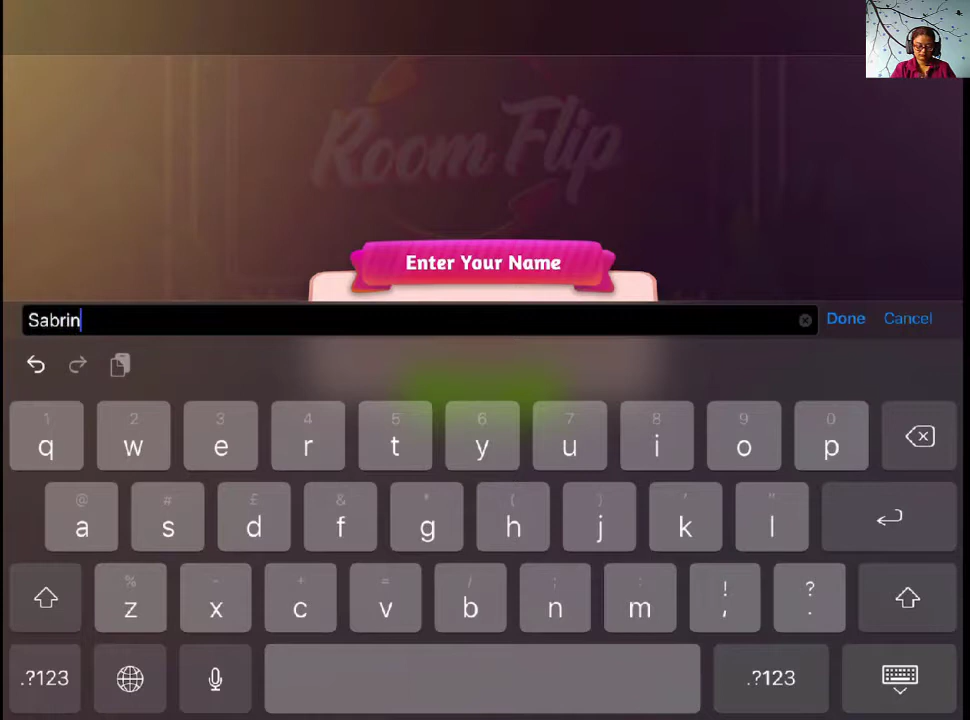 Room Flip
Enter Your Name
Sabrin Done Cancel
1 2 3 4 5 6 7 8 9 0
q w e r t y u i o p
@ # £ & * ( ) ' "
a s d f g h j k l
% - + = / ; : ! ?
z x c v b n m , .
.?123 .?123